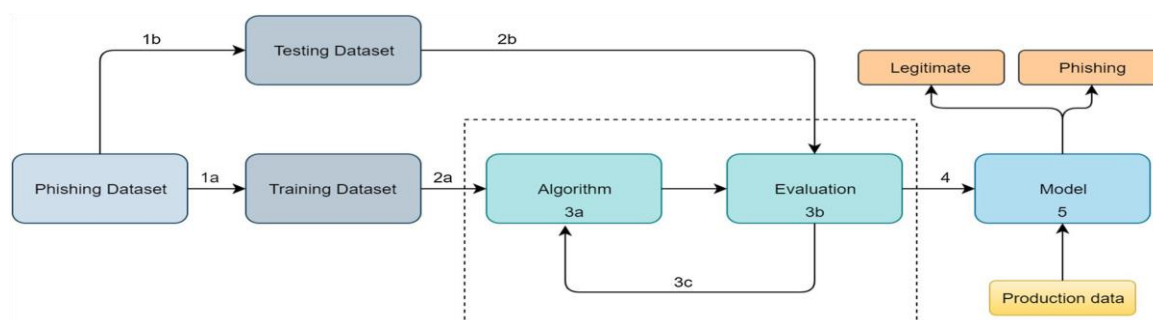 1b
Testing Dataset
2b
Legitimate
Phishing
Phishing Dataset
1a
Training Dataset
2a
Algorithm
3a
Evaluation
3b
4
Model
5
3c
Production data